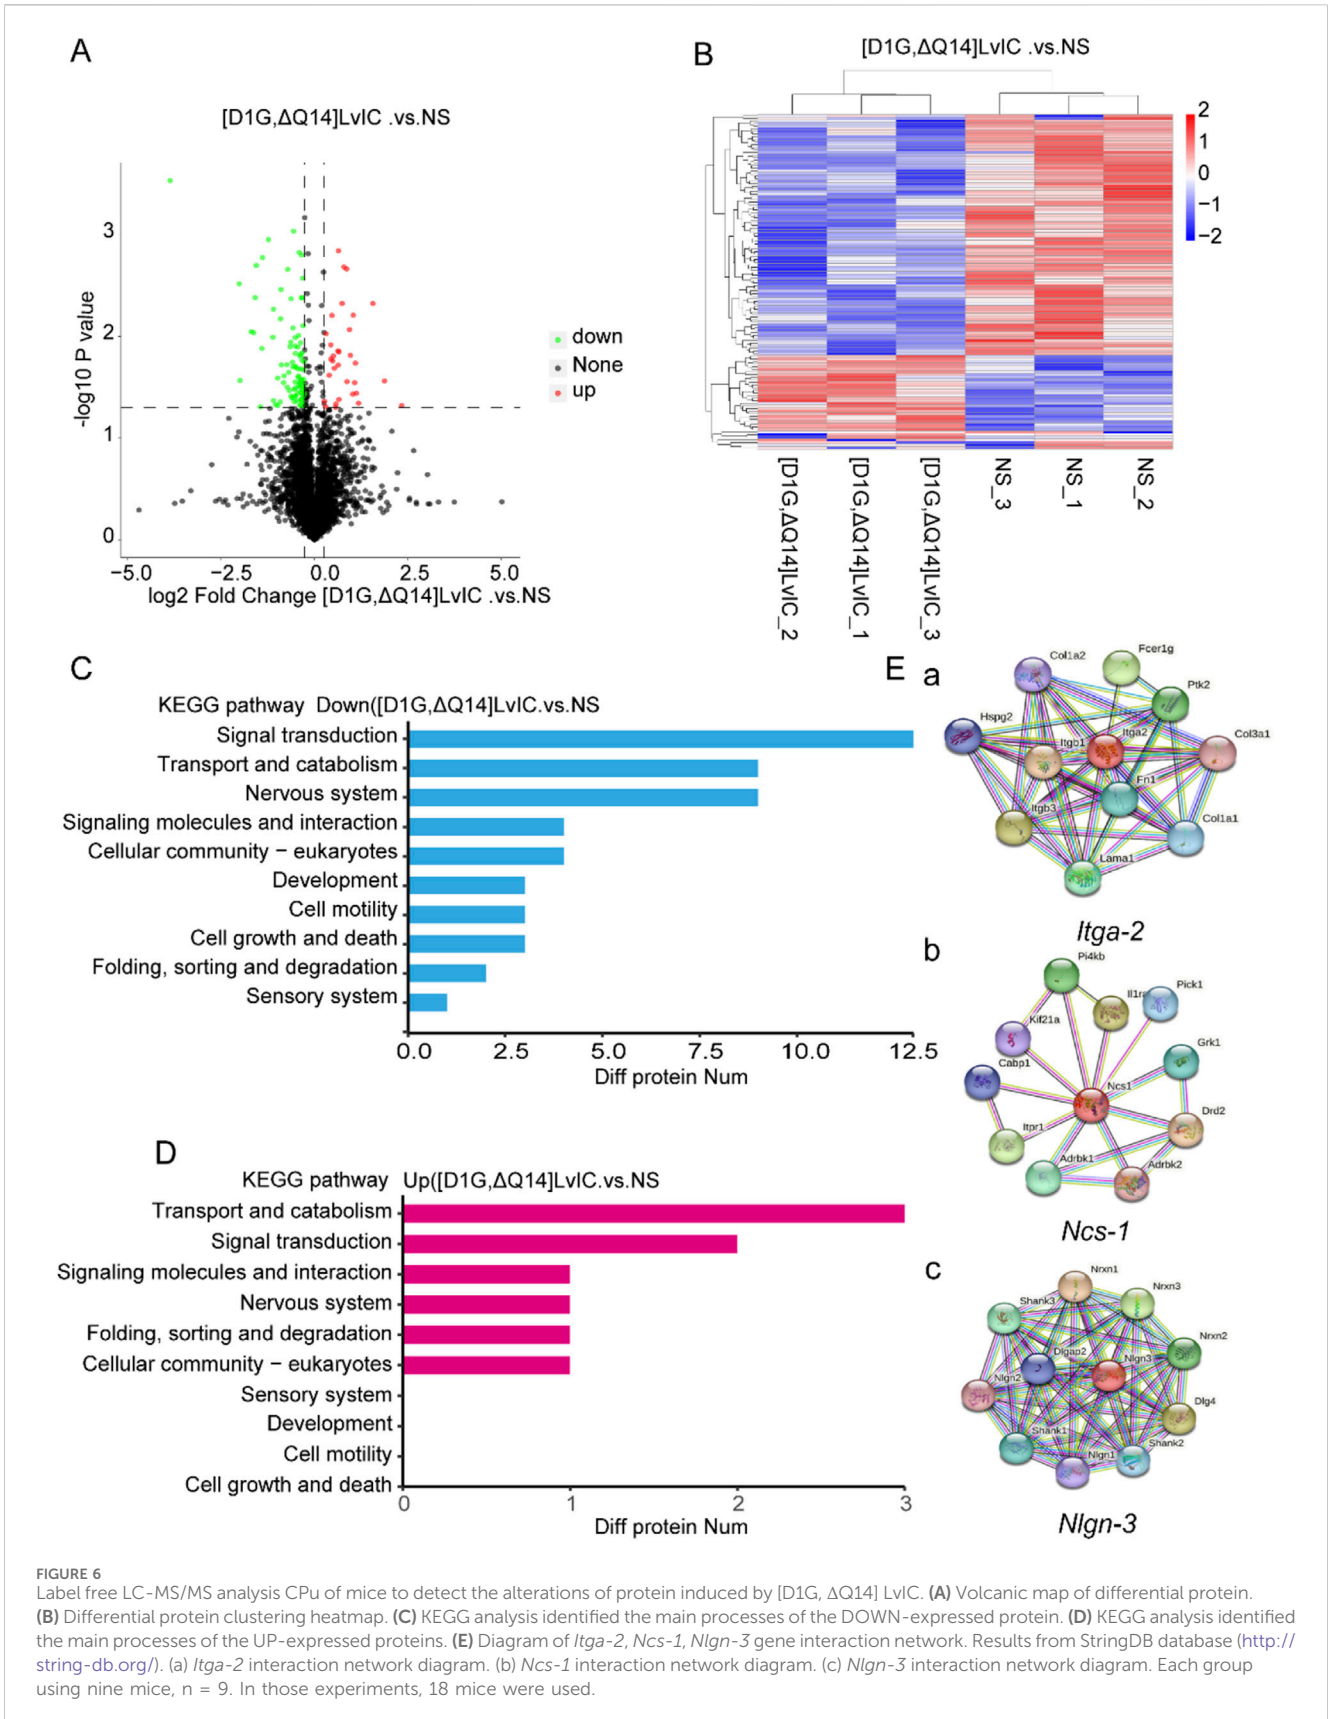 A
[D1G,ΔQ14]LvIC .vs.NS
-log10 P value
3
2
1
0
−5.0
−2.5
0.0
2.5
5.0
log2 Fold Change [D1G,ΔQ14]LvIC .vs.NS
down
None
up
B
[D1G,ΔQ14]LvIC .vs.NS
2
1
0
−1
−2
[D1G,ΔQ14]LvIC_2
[D1G,ΔQ14]LvIC_1
[D1G,ΔQ14]LvIC_3
NS_3
NS_1
NS_2
C
KEGG pathway Down([D1G,ΔQ14]LvIC.vs.NS
Signal transduction
Transport and catabolism
Nervous system
Signaling molecules and interaction
Cellular community − eukaryotes
Development
Cell motility
Cell growth and death
Folding, sorting and degradation
Sensory system
0.0
2.5
5.0
7.5
10.0
12.5
Diff protein Num
D
KEGG pathway Up([D1G,ΔQ14]LvIC.vs.NS
Transport and catabolism
Signal transduction
Signaling molecules and interaction
Nervous system
Folding, sorting and degradation
Cellular community − eukaryotes
Sensory system
Development
Cell motility
Cell growth and death
0
1
2
3
Diff protein Num
E
a
Col1a2
Fcer1g
Ptk2
Hspg2
Itgb1
Itga2
Col3a1
Fn1
Itgb3
Col1a1
Lama1
Itga-2
b
Pi4kb
Il1ra
Pick1
Kif21a
Grk1
Cabp1
Ncs1
Drd2
Itpr1
Adrbk1
Adrbk2
Ncs-1
c
Nrxn1
Nrxn3
Shank3
Nrxn2
Dlgap2
Nlgn3
Nlgn2
Dlg4
Shank1
Shank2
Nlgn1
Nlgn-3
FIGURE 6
Label free LC-MS/MS analysis CPu of mice to detect the alterations of protein induced by [D1G, ΔQ14] LvIC. (A) Volcanic map of differential protein.
(B) Differential protein clustering heatmap. (C) KEGG analysis identified the main processes of the DOWN-expressed protein. (D) KEGG analysis identified
the main processes of the UP-expressed proteins. (E) Diagram of Itga-2, Ncs-1, Nlgn-3 gene interaction network. Results from StringDB database (http://
string-db.org/). (a) Itga-2 interaction network diagram. (b) Ncs-1 interaction network diagram. (c) Nlgn-3 interaction network diagram. Each group
using nine mice, n = 9. In those experiments, 18 mice were used.